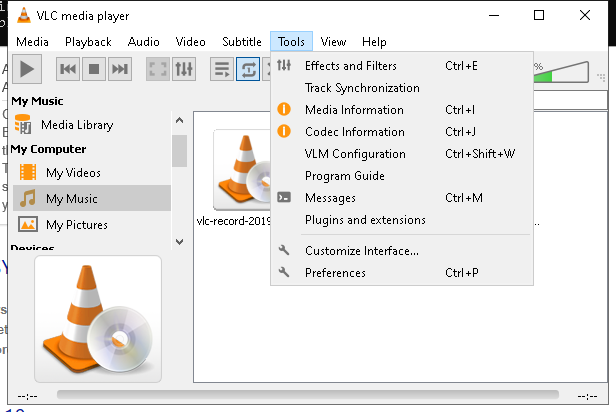 VLC media player
Media Playback Audio Video Subtitle Tools View Help
%
My Music
Media Library
My Computer
My Videos
My Music
My Pictures
Devices
Effects and Filters Ctrl+E
Track Synchronization
Media Information Ctrl+I
Codec Information Ctrl+J
VLM Configuration Ctrl+Shift+W
Program Guide
Messages Ctrl+M
Plugins and extensions
Customize Interface...
Preferences Ctrl+P
vlc-record-2019
...
--:-- --:--